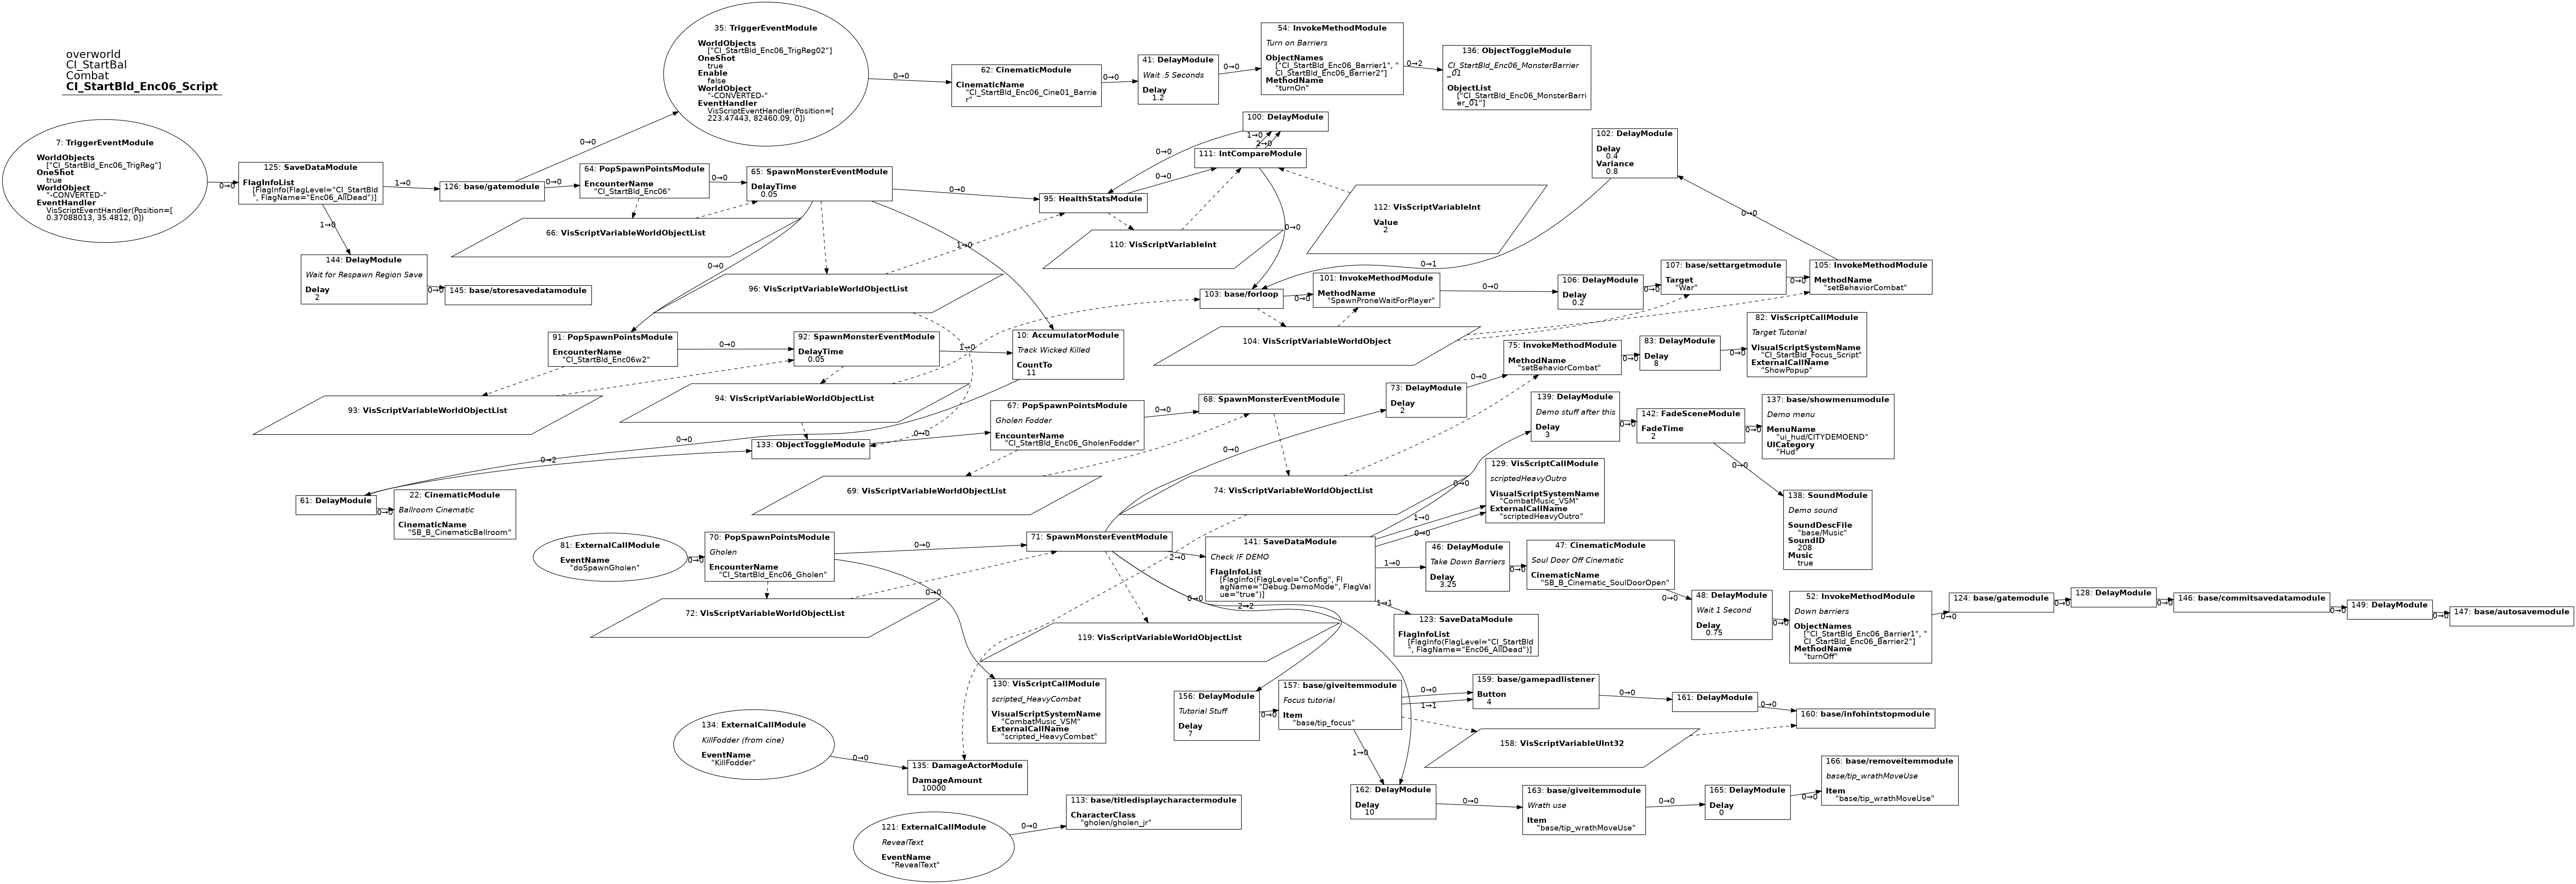 overworld
CI_StartBal
Combat
CI_StartBld_Enc06_Script
35: TriggerEventModule
WorldObjects
["CI_StartBld_Enc06_TrigReg02"]
OneShot
true
Enable
false
WorldObject
"-CONVERTED-"
EventHandler
VisScriptEventHandler(Position=[
223.47443, 82460.09, 0])
0→0
62: CinematicModule
CinematicName
"CI_StartBld_Enc06_Cine01_Barrie
r"
0→0
41: DelayModule
Wait .5 Seconds
Delay
1.2
0→0
54: InvokeMethodModule
Turn on Barriers
ObjectNames
["CI_StartBld_Enc06_Barrier1", "
CI_StartBld_Enc06_Barrier2"]
MethodName
"turnOn"
0→2
136: ObjectToggleModule
CI_StartBld_Enc06_MonsterBarrier
_01
ObjectList
["CI_StartBld_Enc06_MonsterBarri
er_01"]
7: TriggerEventModule
WorldObjects
["CI_StartBld_Enc06_TrigReg"]
OneShot
true
WorldObject
"-CONVERTED-"
EventHandler
VisScriptEventHandler(Position=[
0.37088013, 35.4812, 0])
0→0
125: SaveDataModule
FlagInfoList
[FlagInfo(FlagLevel="CI_StartBld
", FlagName="Enc06_AllDead")]
1→0
1→0
126: base/gatemodule
0→0
0→0
64: PopSpawnPointsModule
EncounterName
"CI_StartBld_Enc06"
0→0
65: SpawnMonsterEventModule
DelayTime
0.05
0→0
0→0
1→0
66: VisScriptVariableWorldObjectList
144: DelayModule
Wait for Respawn Region Save
Delay
2
0→0
145: base/storesavedatamodule
96: VisScriptVariableWorldObjectList
95: HealthStatsModule
0→0
100: DelayModule
0→0
1→0
2→0
111: IntCompareModule
0→0
110: VisScriptVariableInt
112: VisScriptVariableInt
Value
2
102: DelayModule
Delay
0.4
Variance
0.8
0→1
0→0
103: base/forloop
0→0
101: InvokeMethodModule
MethodName
"SpawnProneWaitForPlayer"
0→0
106: DelayModule
Delay
0.2
0→0
107: base/settargetmodule
Target
"War"
0→0
105: InvokeMethodModule
MethodName
"setBehaviorCombat"
104: VisScriptVariableWorldObject
91: PopSpawnPointsModule
EncounterName
"CI_StartBld_Enc06w2"
0→0
92: SpawnMonsterEventModule
DelayTime
0.05
1→0
10: AccumulatorModule
Track Wicked Killed
CountTo
11
0→0
93: VisScriptVariableWorldObjectList
94: VisScriptVariableWorldObjectList
133: ObjectToggleModule
0→0
67: PopSpawnPointsModule
Gholen Fodder
EncounterName
"CI_StartBld_Enc06_GholenFodder"
0→0
68: SpawnMonsterEventModule
69: VisScriptVariableWorldObjectList
73: DelayModule
Delay
2
0→0
75: InvokeMethodModule
MethodName
"setBehaviorCombat"
0→0
83: DelayModule
Delay
8
0→0
82: VisScriptCallModule
Target Tutorial
VisualScriptSystemName
"CI_StartBld_Focus_Script"
ExternalCallName
"ShowPopup"
139: DelayModule
Demo stuff after this
Delay
3
0→0
142: FadeSceneModule
FadeTime
2
0→0
0→0
137: base/showmenumodule
Demo menu
MenuName
"ui_hud/CITYDEMOEND"
UICategory
"Hud"
138: SoundModule
Demo sound
SoundDescFile
"base/Music"
SoundID
208
Music
true
61: DelayModule
0→2
0→0
22: CinematicModule
Ballroom Cinematic
CinematicName
"SB_B_CinematicBallroom"
74: VisScriptVariableWorldObjectList
0→0
129: VisScriptCallModule
scriptedHeavyOutro
VisualScriptSystemName
"CombatMusic_VSM"
ExternalCallName
"scriptedHeavyOutro"
81: ExternalCallModule
EventName
"doSpawnGholen"
0→0
70: PopSpawnPointsModule
Gholen
EncounterName
"CI_StartBld_Enc06_Gholen"
0→0
0→0
71: SpawnMonsterEventModule
0→0
2→0
0→0
2→2
141: SaveDataModule
Check IF DEMO
FlagInfoList
[FlagInfo(FlagLevel="Config", Fl
agName="Debug.DemoMode", FlagVal
ue="true")]
1→0
0→0
1→0
1→1
46: DelayModule
Take Down Barriers
Delay
3.25
0→0
47: CinematicModule
Soul Door Off Cinematic
CinematicName
"SB_B_Cinematic_SoulDoorOpen"
0→0
48: DelayModule
Wait 1 Second
Delay
0.75
0→0
52: InvokeMethodModule
Down barriers
ObjectNames
["CI_StartBld_Enc06_Barrier1", "
CI_StartBld_Enc06_Barrier2"]
MethodName
"turnOff"
0→0
124: base/gatemodule
0→0
128: DelayModule
0→0
146: base/commitsavedatamodule
0→0
149: DelayModule
0→0
147: base/autosavemodule
72: VisScriptVariableWorldObjectList
119: VisScriptVariableWorldObjectList
123: SaveDataModule
FlagInfoList
[FlagInfo(FlagLevel="CI_StartBld
", FlagName="Enc06_AllDead")]
130: VisScriptCallModule
scripted_HeavyCombat
VisualScriptSystemName
"CombatMusic_VSM"
ExternalCallName
"scripted_HeavyCombat"
156: DelayModule
Tutorial Stuff
Delay
7
0→0
157: base/giveitemmodule
Focus tutorial
Item
"base/tip_focus"
0→0
1→1
1→0
159: base/gamepadlistener
Button
4
0→0
161: DelayModule
0→0
160: base/infohintstopmodule
158: VisScriptVariableUInt32
134: ExternalCallModule
KillFodder (from cine)
EventName
"KillFodder"
0→0
135: DamageActorModule
DamageAmount
10000
162: DelayModule
Delay
10
0→0
163: base/giveitemmodule
Wrath use
Item
"base/tip_wrathMoveUse"
0→0
165: DelayModule
Delay
0
0→0
166: base/removeitemmodule
base/tip_wrathMoveUse
Item
"base/tip_wrathMoveUse"
121: ExternalCallModule
RevealText
EventName
"RevealText"
0→0
113: base/titledisplaycharactermodule
CharacterClass
"gholen/gholen_jr"